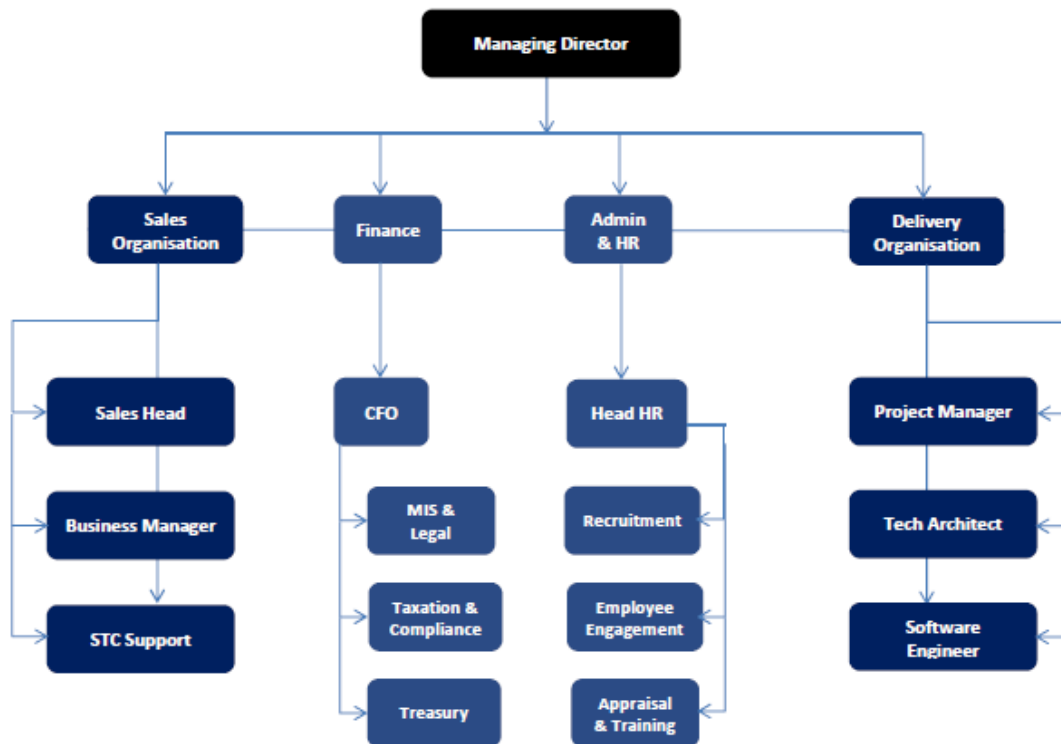 Managing Director
Sales
Organisation
Finance
Admin
& HR
Delivery
Organisation
Sales Head
CFO
Head HR
Project Manager
Business Manager
MIS &
Legal
Recruitment
Tech Architect
STC Support
Taxation &
Compliance
Employee
Engagement
Software
Engineer
Treasury
Appraisal
& Training